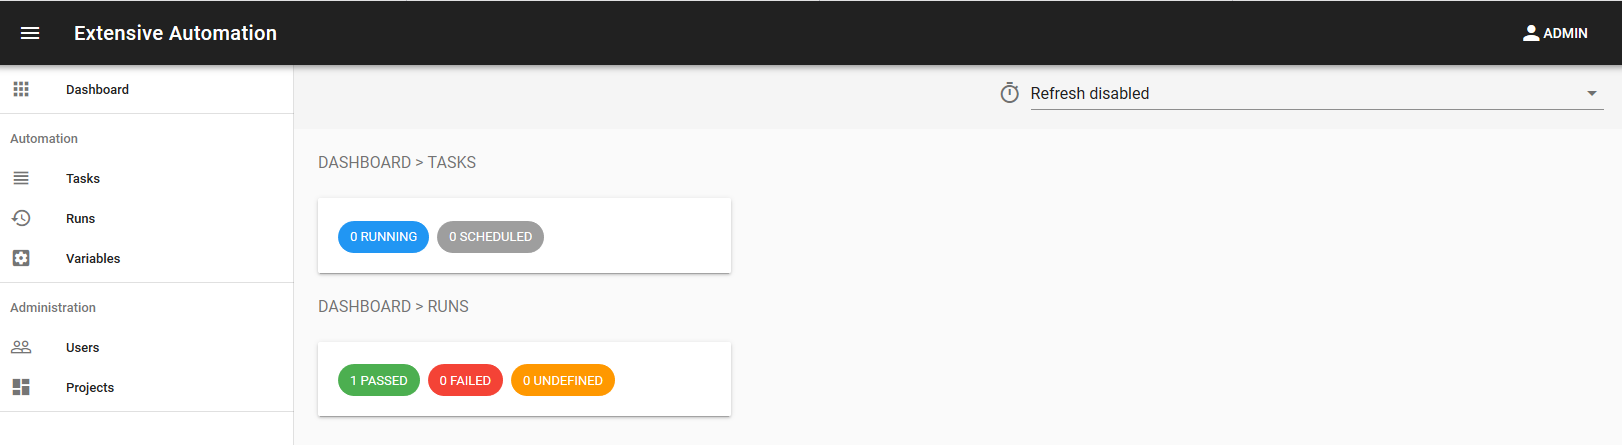 Extensive Automation
ADMIN
Dashboard
Refresh disabled
Automation
Tasks
Runs
Variables
Administration
Users
Projects
DASHBOARD > TASKS
0 RUNNING 0 SCHEDULED
DASHBOARD > RUNS
1 PASSED 0 FAILED 0 UNDEFINED